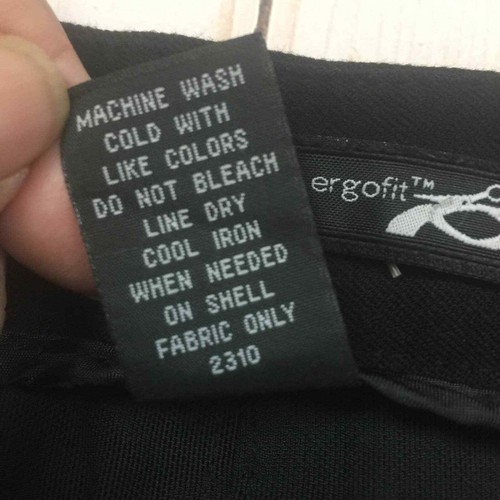 MACHINE WASH
COLD WITH
LIKE COLORS
DO NOT BLEACH
LINE DRY
COOL IRON
WHEN NEEDED
ON SHELL
FABRIC ONLY
2310
ergofit™